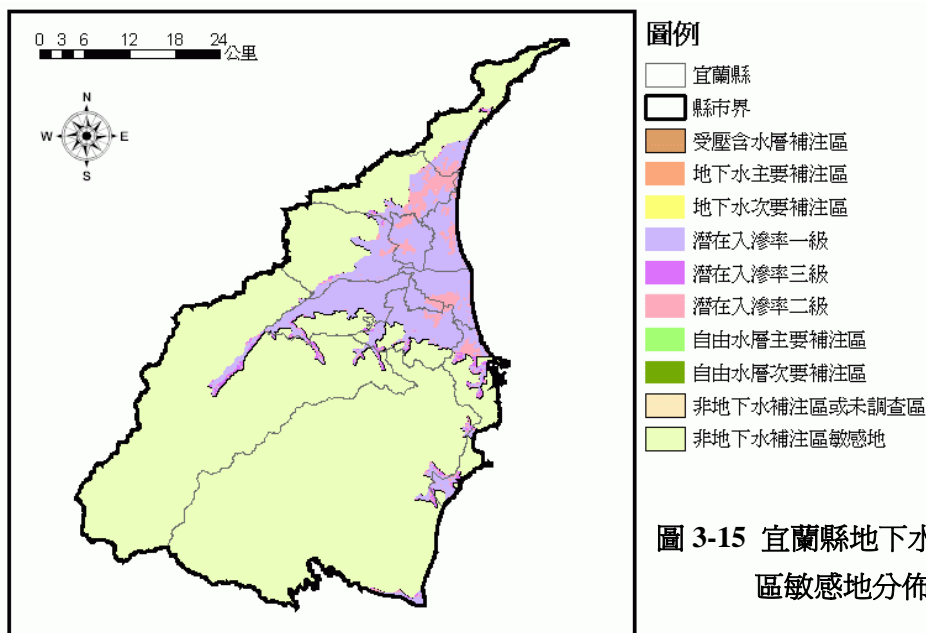 0 3 6 12 18 24
公里
N
W E
S
圖例
宜蘭縣
縣市界
受壓含水層補注區
地下水主要補注區
地下水次要補注區
潛在入滲率一級
潛在入滲率三級
潛在入滲率二級
自由水層主要補注區
自由水層次要補注區
非地下水補注區或未調查區
非地下水補注區敏感地
圖 3-15 宜蘭縣地下水
區敏感地分佈